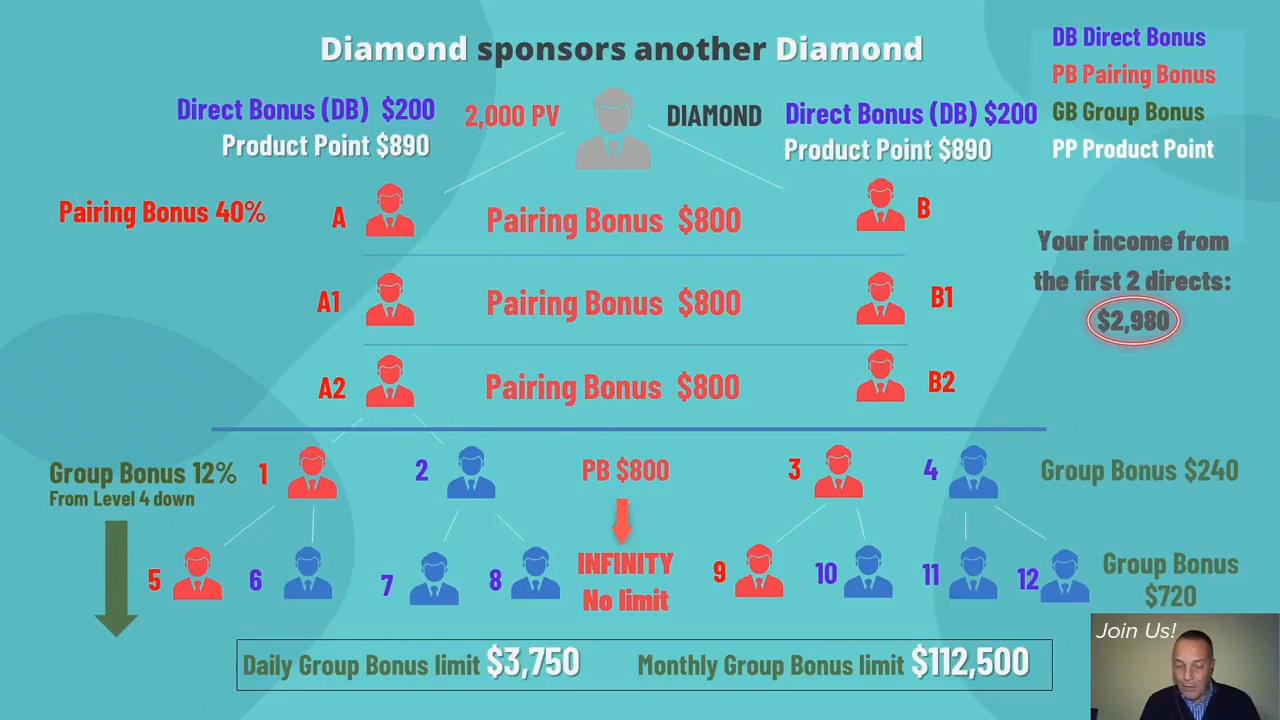 Diamond sponsors another Diamond
DB Direct Bonus
PB Pairing Bonus
GB Group Bonus
PP Product Point
Direct Bonus (DB) $200
Product Point $890
2,000 PV
DIAMOND
Direct Bonus (DB) $200
Product Point $890
Pairing Bonus 40%
A
Pairing Bonus $800
B
Your income from
the first 2 directs:
$2,980
A1
Pairing Bonus $800
B1
A2
Pairing Bonus $800
B2
Group Bonus 12%
From Level 4 down
1
2
PB $800
3
4
Group Bonus $240
5
6
7
8
INFINITY
No limit
9
10
11
12
Group Bonus
$720
Join Us!
Daily Group Bonus limit $3,750
Monthly Group Bonus limit $112,500